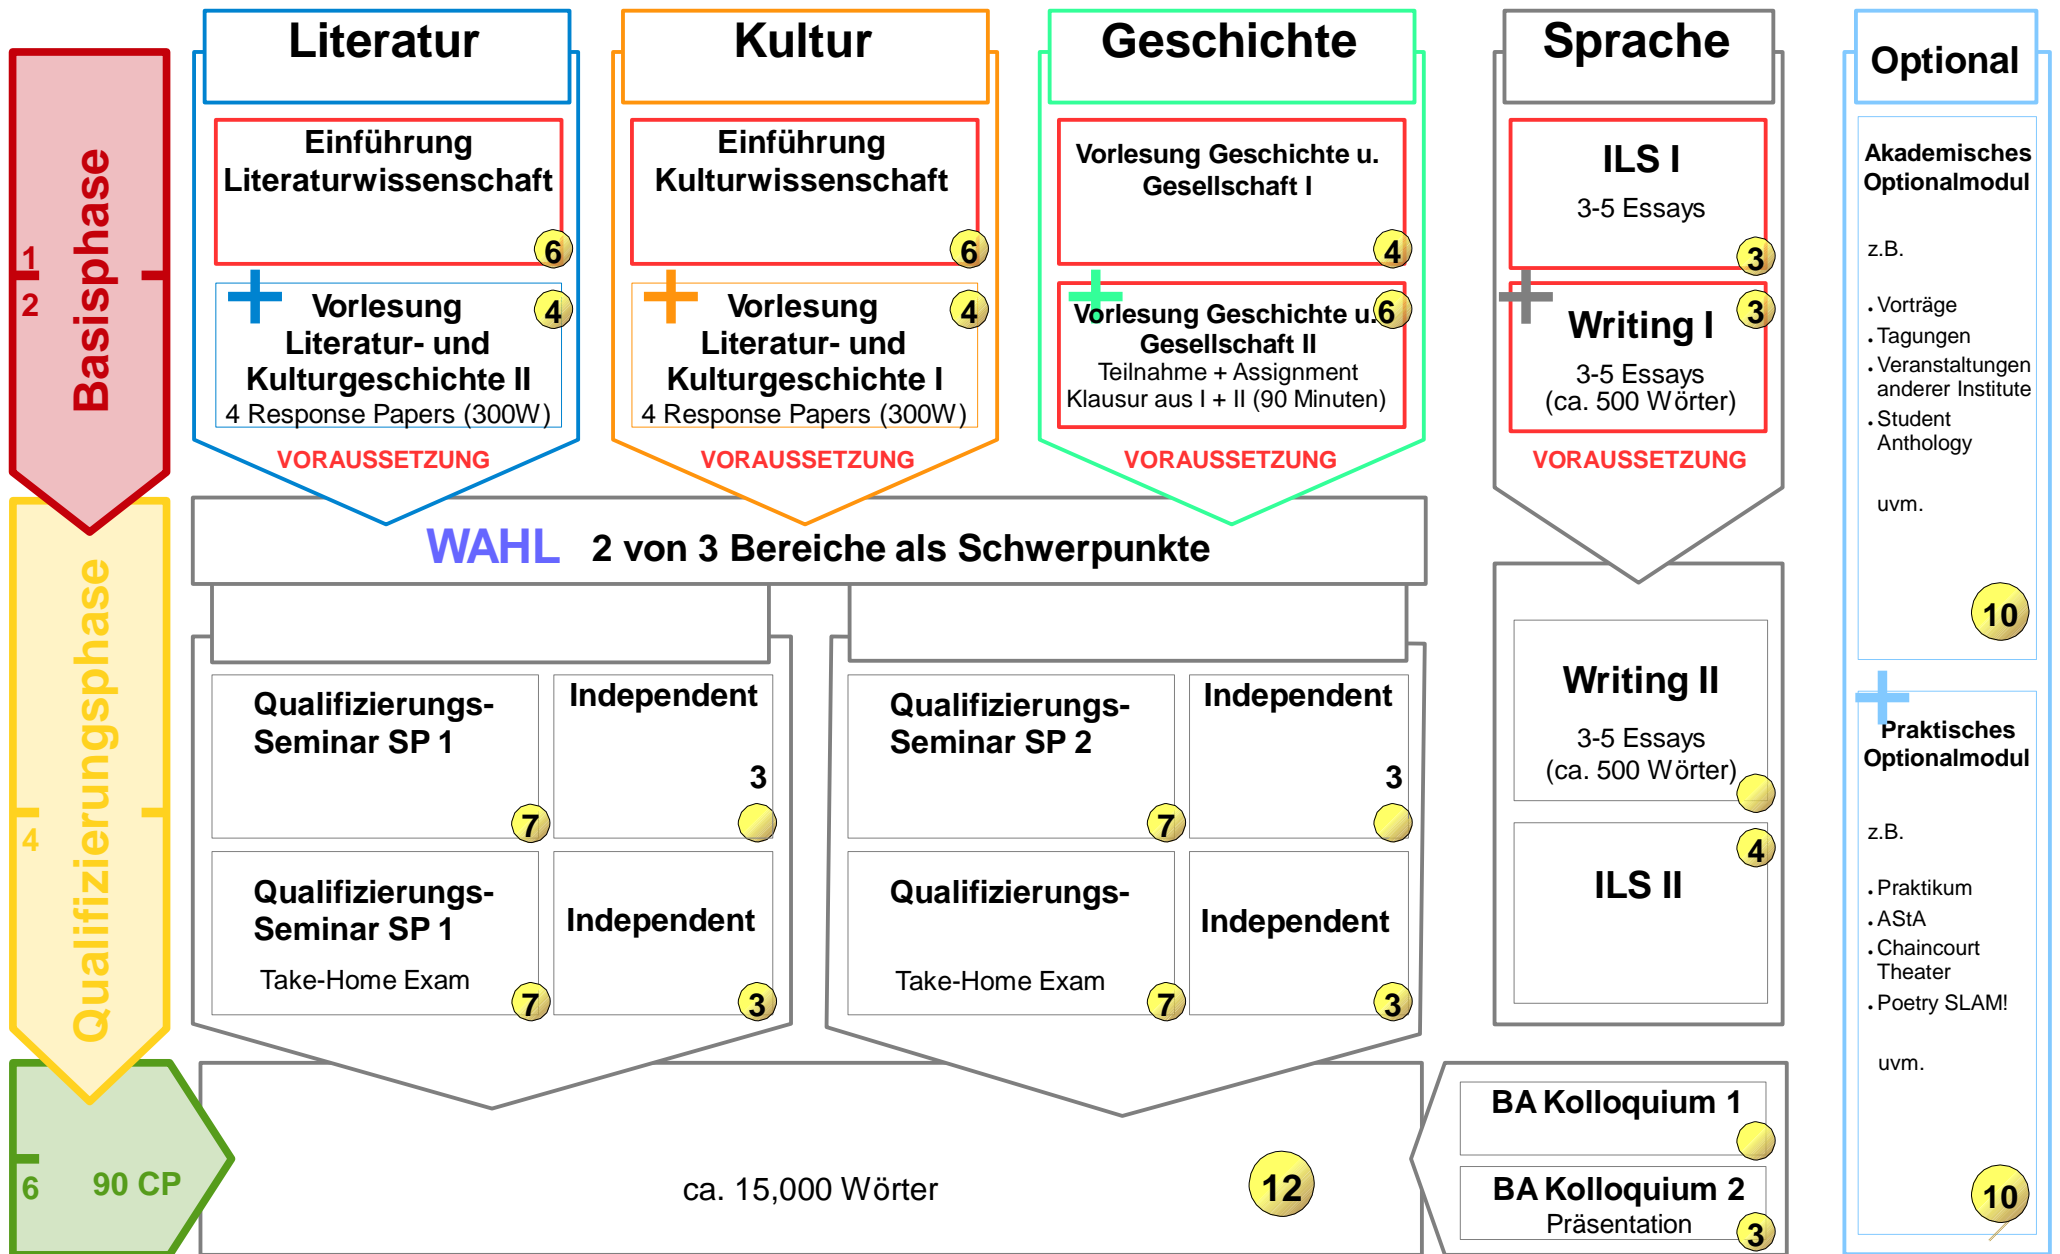 Literatur
Kultur
Geschichte
Sprache
Optional
Basisphase
1
2
Einführung
Literaturwissenschaft
6
Einführung
Kulturwissenschaft
6
Vorlesung Geschichte u.
Gesellschaft I
4
ILS I
3-5 Essays
3
Vorlesung
Literatur- und
Kulturgeschichte II
4 Response Papers (300W)
4
Vorlesung
Literatur- und
Kulturgeschichte I
4 Response Papers (300W)
4
Vorlesung Geschichte u.
Gesellschaft II
Teilnahme + Assignment
Klausur aus I + II (90 Minuten)
6
Writing I
3-5 Essays
(ca. 500 Wörter)
3
VORAUSSETZUNG
VORAUSSETZUNG
VORAUSSETZUNG
VORAUSSETZUNG
Akademisches
Optionalmodul
z.B.
. Vorträge
. Tagungen
. Veranstaltungen
anderer Institute
. Student
Anthology
uvm.
10
Qualifizierungsphase
4
WAHL 2 von 3 Bereiche als Schwerpunkte
Qualifizierungs-
Seminar SP 1
7
Independent
3
Qualifizierungs-
Seminar SP 2
7
Independent
3
Writing II
3-5 Essays
(ca. 500 Wörter)
Qualifizierungs-
Seminar SP 1
Take-Home Exam
7
Independent
3
Qualifizierungs-
Take-Home Exam
7
Independent
3
4
ILS II
Praktisches
Optionalmodul
z.B.
. Praktikum
. AStA
. Chaincourt
Theater
. Poetry SLAM!
uvm.
10
6
90 CP
ca. 15,000 Wörter
12
BA Kolloquium 1
BA Kolloquium 2
Präsentation
3